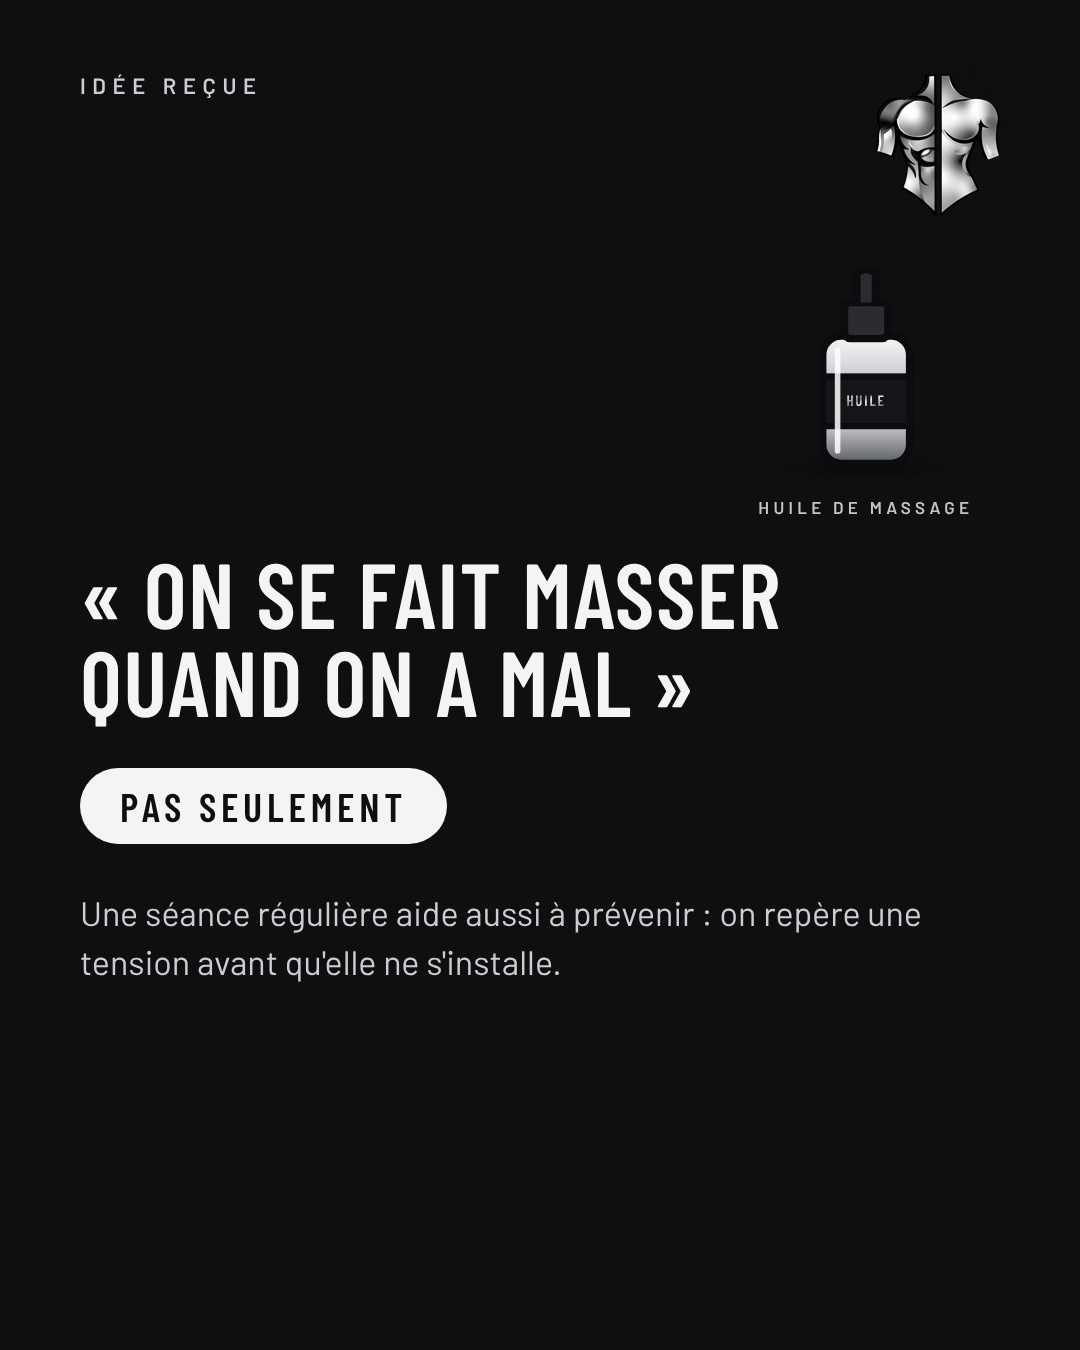 IDÉE REÇUE
HUILE
HUILE DE MASSAGE
« ON SE FAIT MASSER
QUAND ON A MAL »
PAS SEULEMENT
Une séance régulière aide aussi à prévenir : on repère une
tension avant qu'elle ne s'installe.